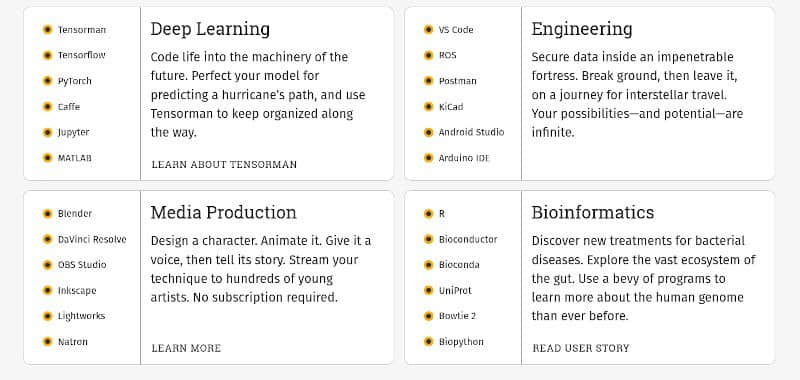 Tensorman
Tensorflow
PyTorch
Caffe
Jupyter
MATLAB
Deep Learning
Code life into the machinery of the
future. Perfect your model for
predicting a hurricane's path, and use
Tensorman to keep organized along
the way.
LEARN ABOUT TENSORMAN
VS Code
ROS
Postman
KiCad
Android Studio
Arduino IDE
Engineering
Secure data inside an impenetrable
fortress. Break ground, then leave it,
on a journey for interstellar travel.
Your possibilities—and potential—are
infinite.
Blender
DaVinci Resolve
OBS Studio
Inkscape
Lightworks
Natron
Media Production
Design a character. Animate it. Give it a
voice, then tell its story. Stream your
technique to hundreds of young
artists. No subscription required.
LEARN MORE
R
Bioconductor
Bioconda
UniProt
Bowtie 2
Biopython
Bioinformatics
Discover new treatments for bacterial
diseases. Explore the vast ecosystem of
the gut. Use a bevy of programs to
learn more about the human genome
than ever before.
READ USER STORY